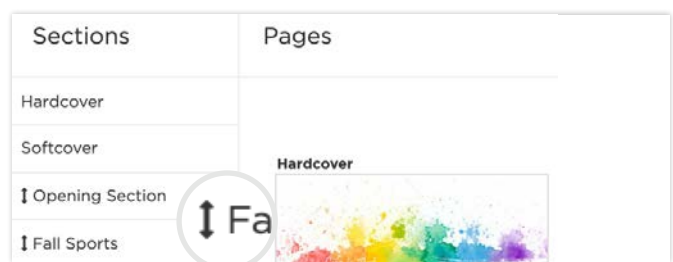 Sections
Pages
Hardcover
Softcover
Opening Section
Fall Sports
Fa
Hardcover